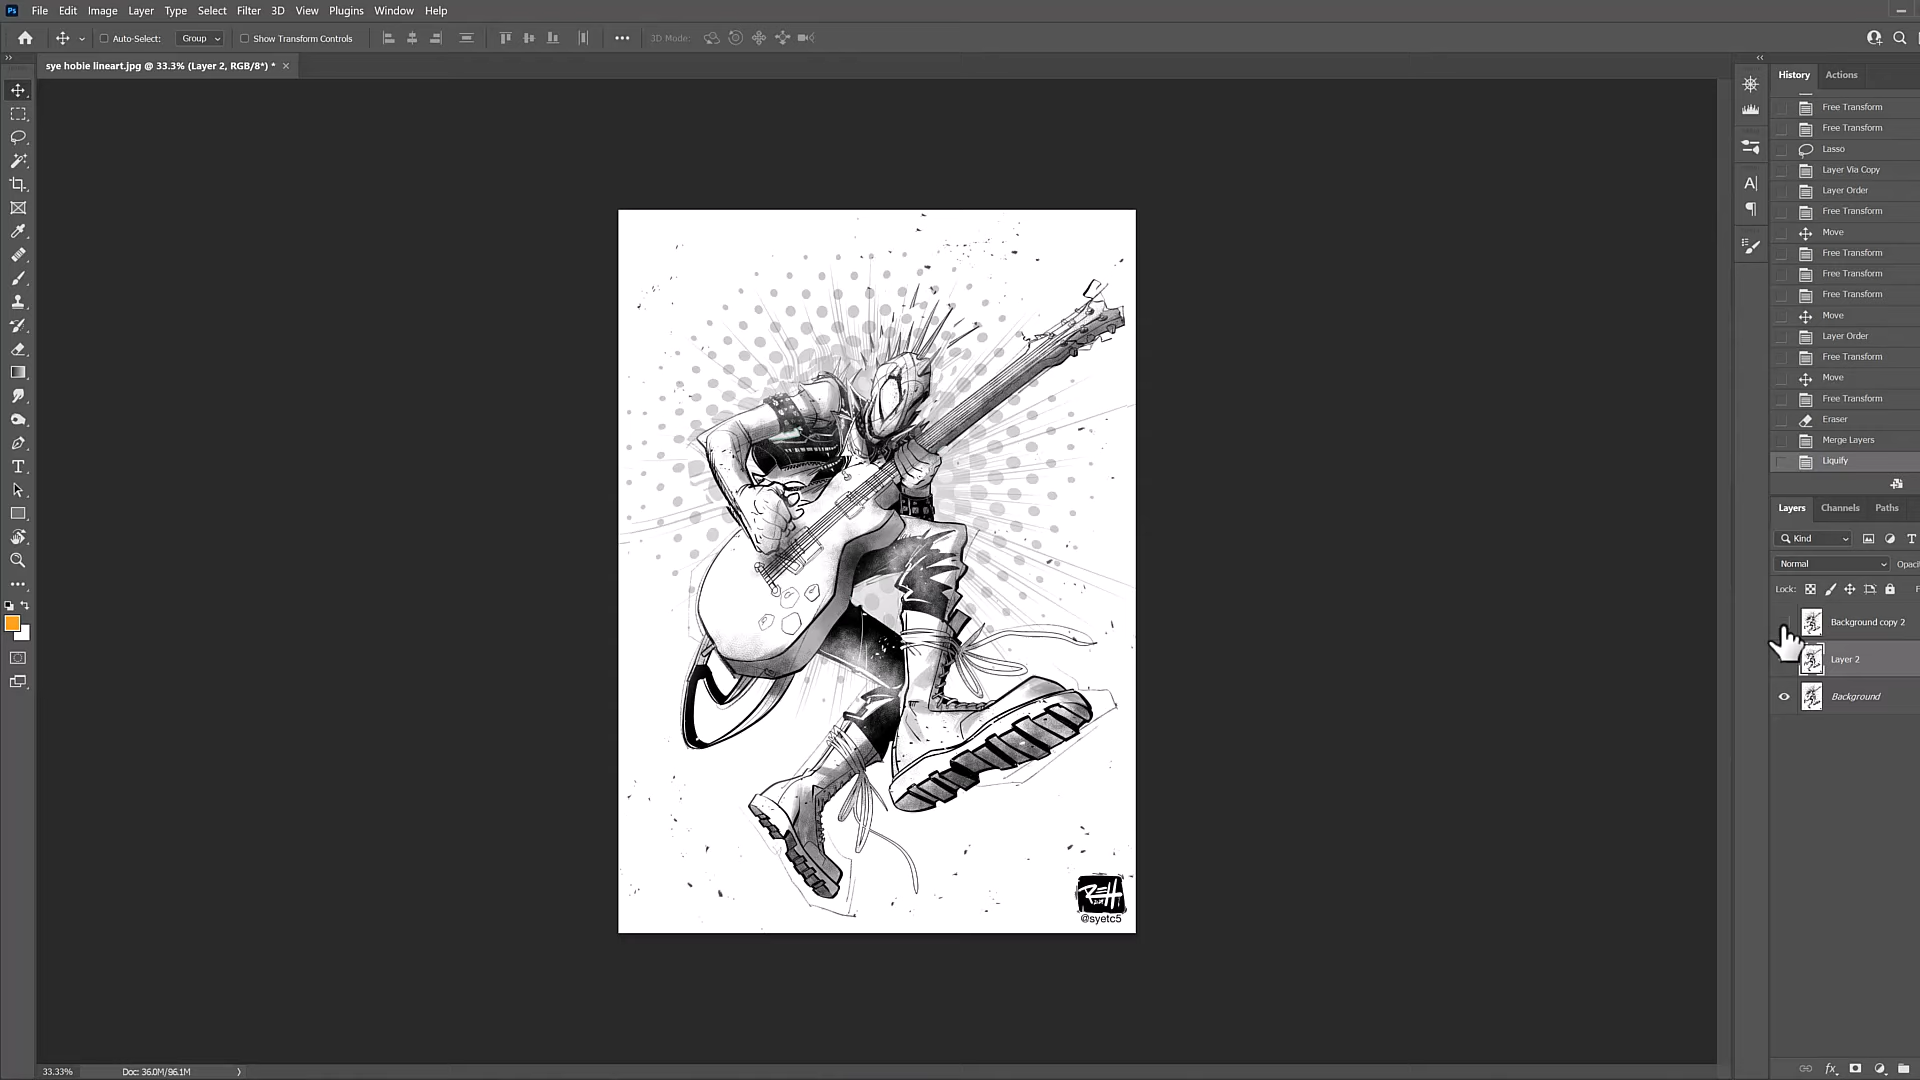 Ps File Edit Image Layer Type Select Filter 3D View Plugins Window Help
Auto-Select: Group Show Transform Controls 3D Mode:
sye hobie lineart.jpg @ 33.3% (Layer 2, RGB/8*) *
History Actions
Free Transform
Free Transform
Lasso
Layer Via Copy
Layer Order
Free Transform
Move
Free Transform
Free Transform
Free Transform
Move
Layer Order
Free Transform
Move
Free Transform
Eraser
Merge Layers
Liquify
Layers Channels Paths
Kind
Normal Opaci
Lock: F
Background copy 2
Layer 2
Background
REH
@syetc5
33.33% Doc: 36.0M/96.1M